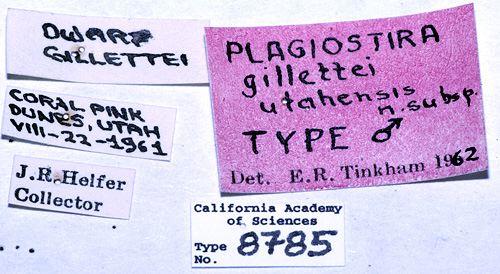 DWARF
GILLETTEI
CORAL PINK
DUNES, UTAH
VIII-22-1961
J.R. Helfer
Collector
PLAGIOSTIRA
gillettei
utahensis
n. subsp.
TYPE ♂
Det. E.R. Tinkham 1962
California Academy
of Sciences
Type
No. 8785